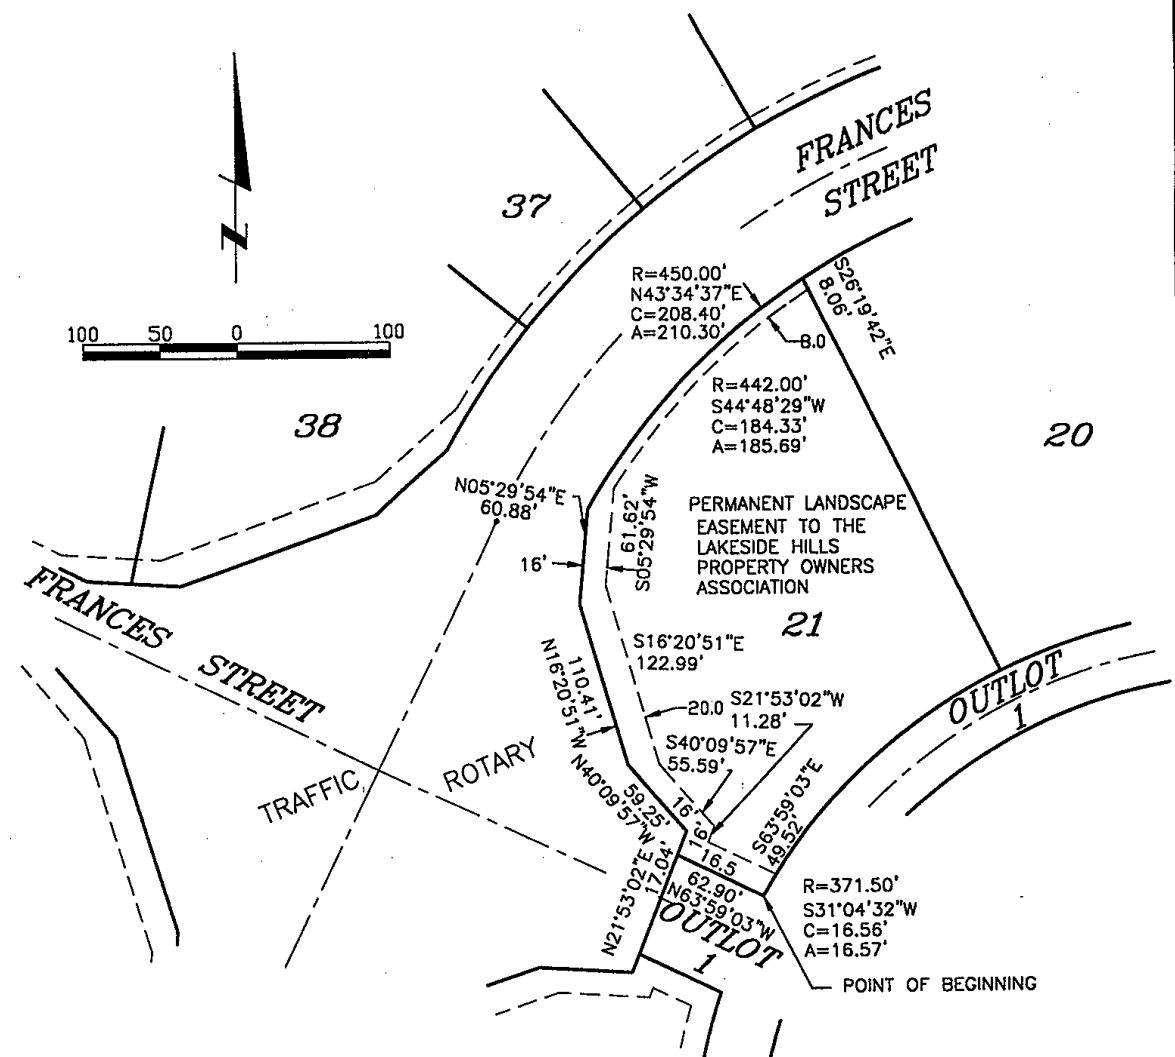 FRANCES
STREET
37
N
R=450.00'
N43°34'37"E
C=208.40'
A=210.30'
S26°19'42"E
8.06'
100 50 0 100
8.0
R=442.00'
S44°48'29"W
C=184.33'
A=185.69'
38
20
N05°29'54"E
60.88'
61.62'
S05°29'54"W
PERMANENT LANDSCAPE
EASEMENT TO THE
LAKESIDE HILLS
PROPERTY OWNERS
ASSOCIATION
16'
FRANCES
STREET
21
S16°20'51"E
122.99'
110.41'
N16°20'51"W
20.0
S21°53'02"W
11.28'
S40°09'57"E
55.59'
OUTLOT
1
TRAFFIC ROTARY
59.25'
N40°09'57"W
16'
16'
16.5
S63°59'03"E
49.52'
N21°53'02"E
17.04'
62.90'
N63°59'03"W
OUTLOT
1
R=371.50'
S31°04'32"W
C=16.56'
A=16.57'
POINT OF BEGINNING